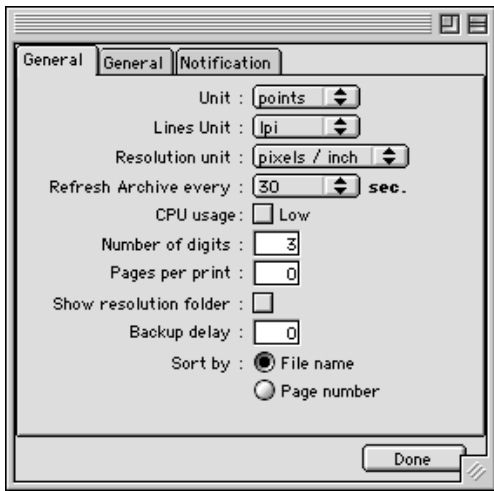 General General Notification
Unit : points
Lines Unit : lpi
Resolution unit : pixels / inch
Refresh Archive every : 30 sec.
CPU usage : Low
Number of digits : 3
Pages per print : 0
Show resolution folder :
Backup delay : 0
Sort by : File name
Page number
Done